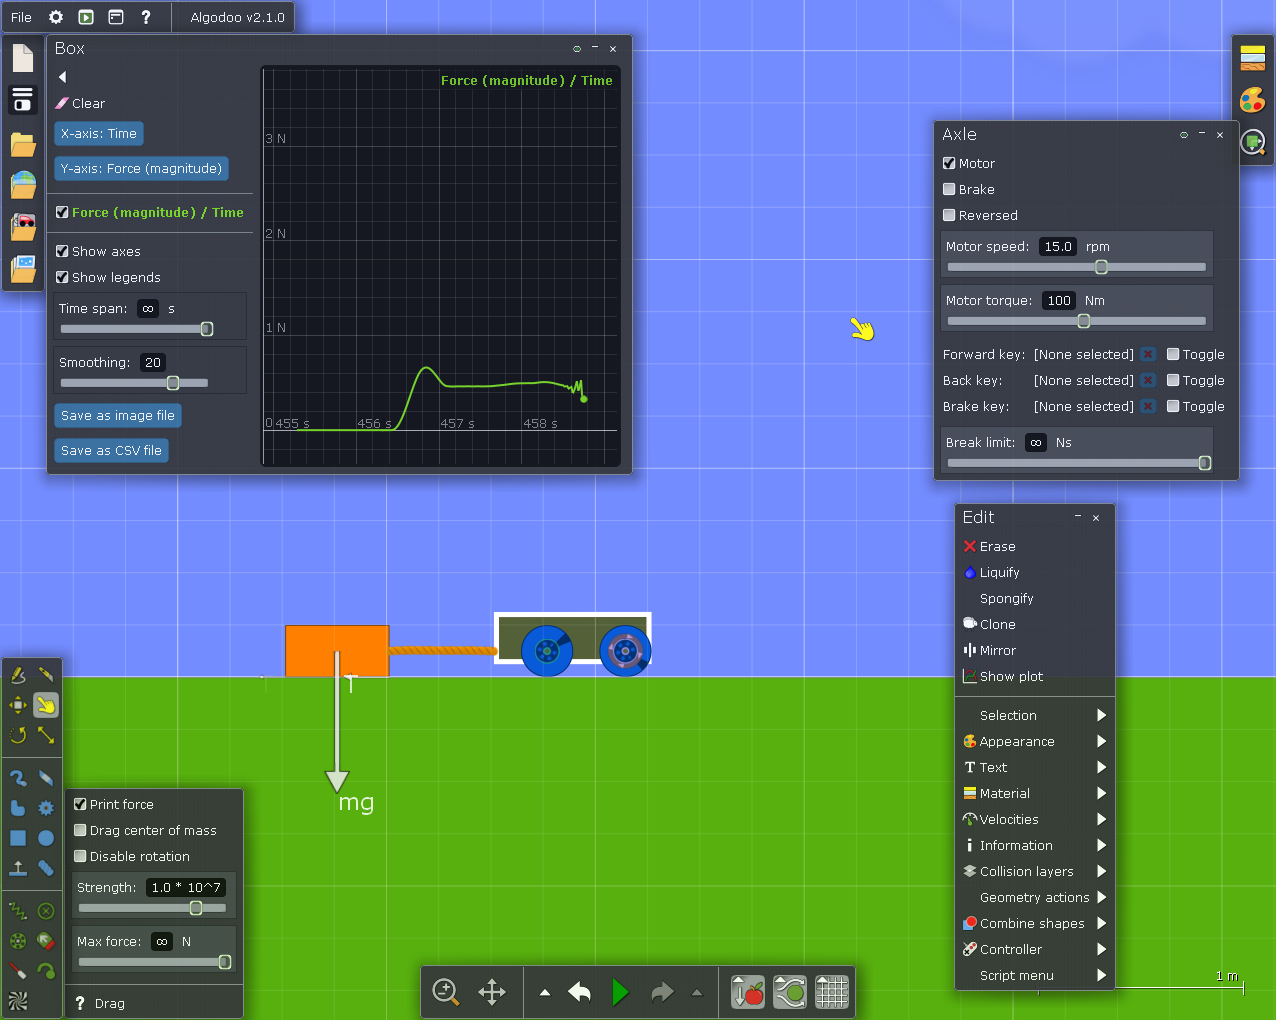 File
?
Algodoo v2.1.0
Box
Clear
X-axis: Time
Y-axis: Force (magnitude)
Force (magnitude) / Time
Show axes
Show legends
Time span: ∞ s
Smoothing: 20
Save as image file
Save as CSV file
Force (magnitude) / Time
3 N
2 N
1 N
0 455 s 456 s 457 s 458 s
Axle
Motor
Brake
Reversed
Motor speed: 15.0 rpm
Motor torque: 100 Nm
Forward key: [None selected] Toggle
Back key: [None selected] Toggle
Brake key: [None selected] Toggle
Break limit: ∞ Ns
Edit
Erase
Liquify
Spongify
Clone
Mirror
Show plot
Selection
Appearance
T Text
Material
Velocities
i Information
Collision layers
Geometry actions
Combine shapes
Controller
Script menu
mg
Print force
Drag center of mass
Disable rotation
Strength: 1.0 * 10^7
Max force: ∞ N
? Drag
1 m